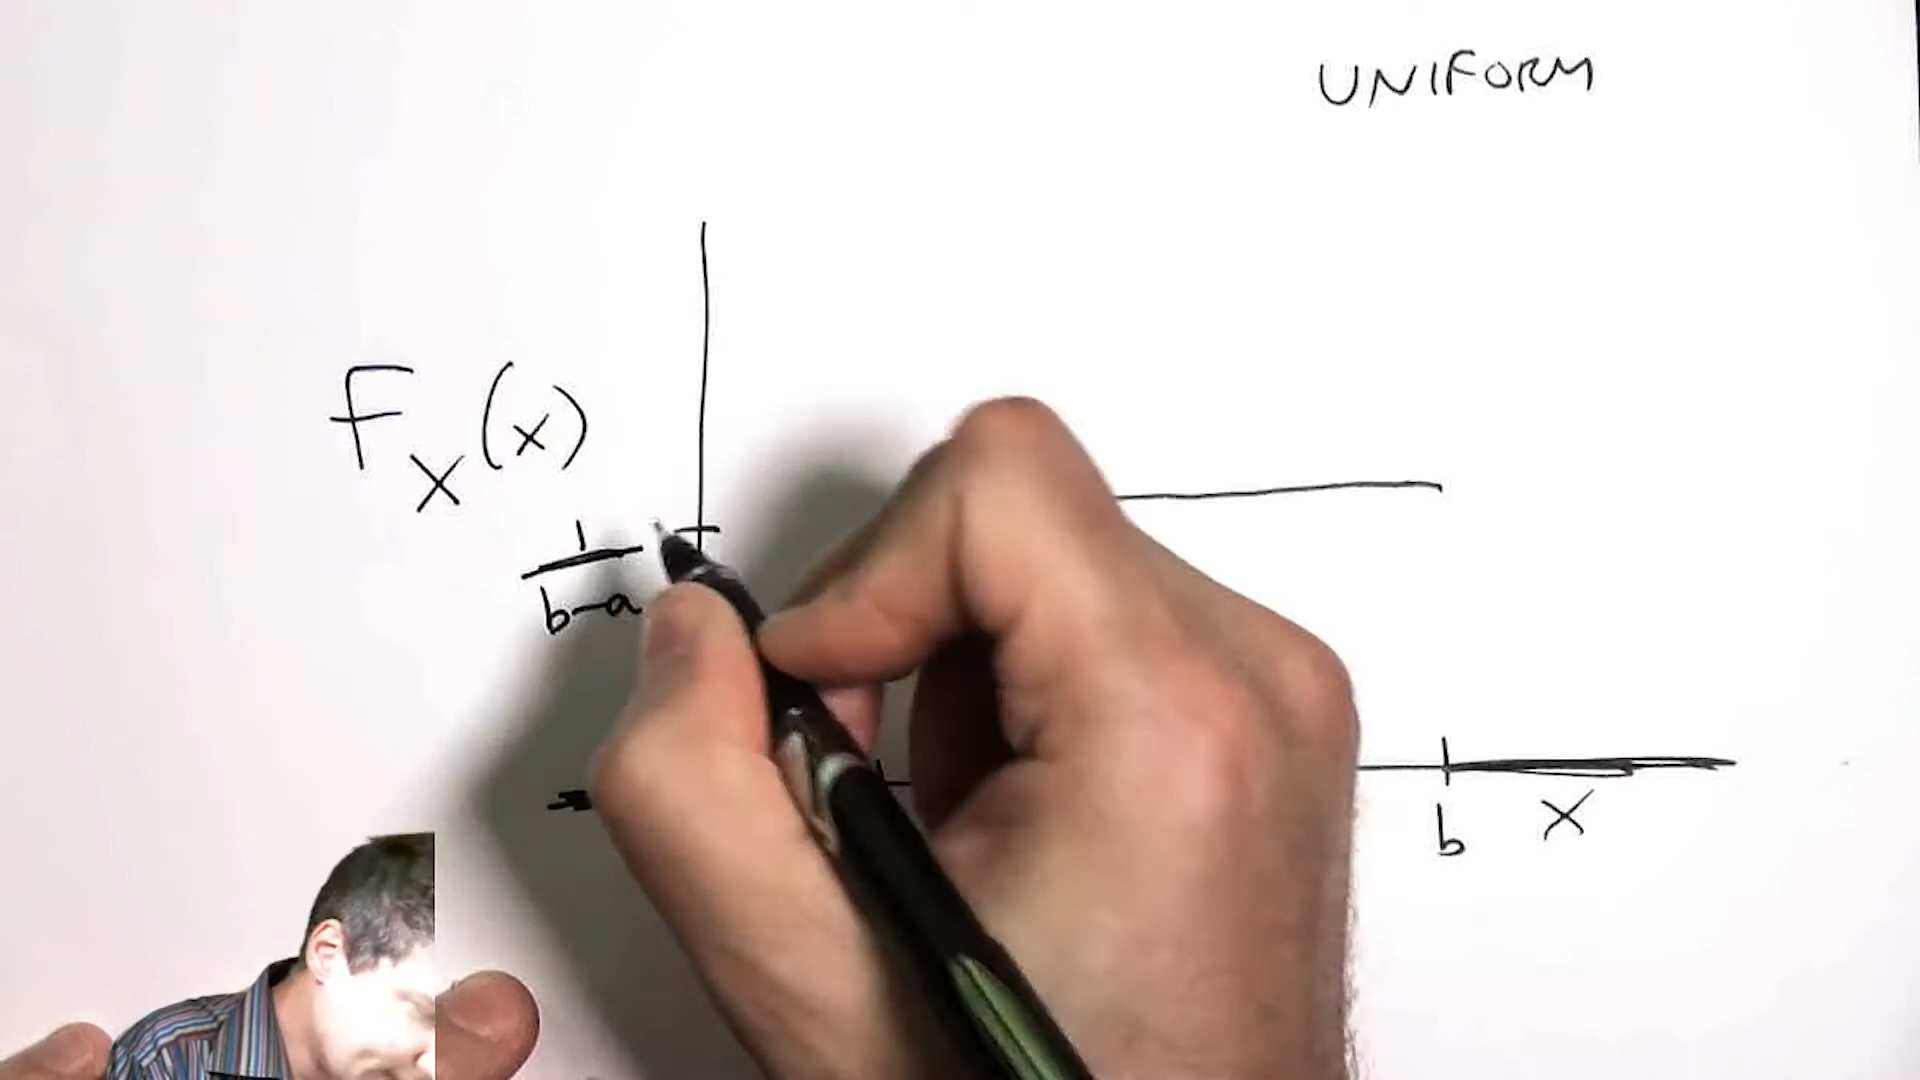 UNIFORM
F_X(x)
1
b-a
b
x